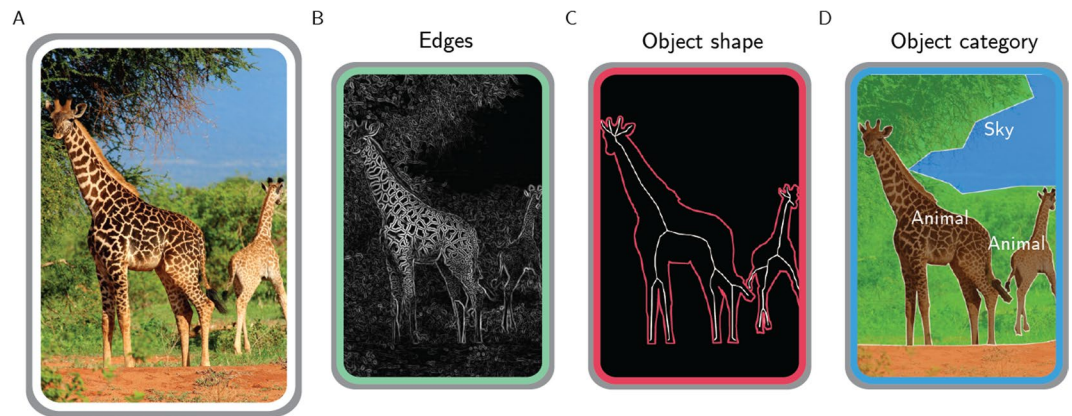 A
B
Edges
C
Object shape
D
Object category
Sky
Animal
Animal